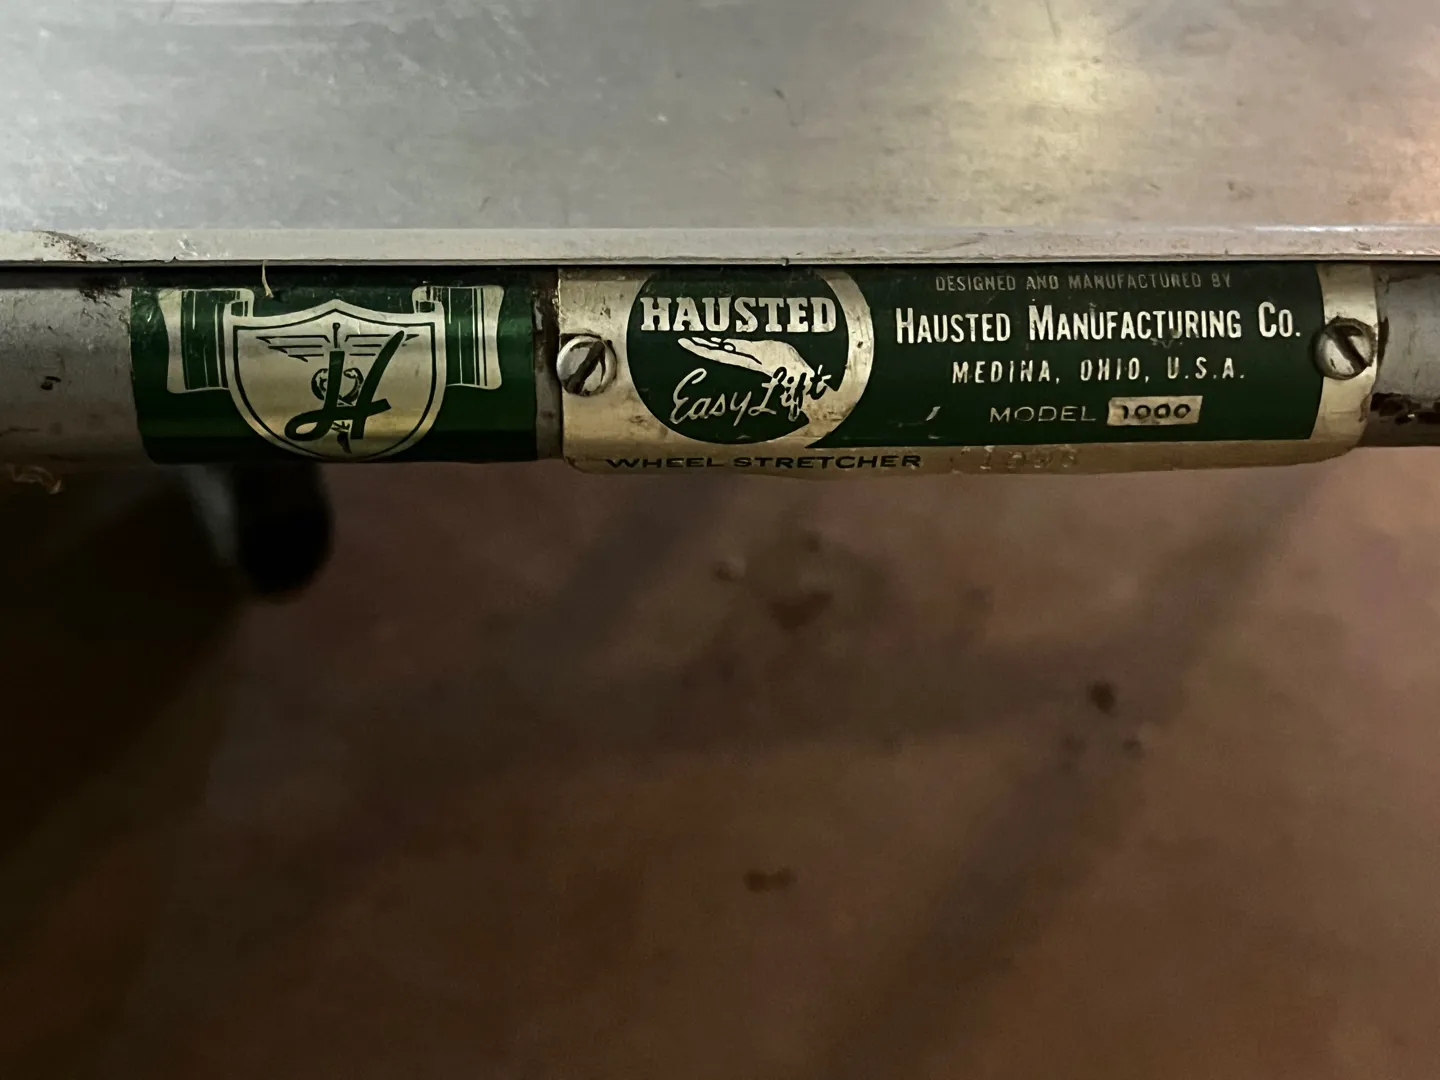 H
HAUSTED
Easy Lift
DESIGNED AND MANUFACTURED BY
HAUSTED MANUFACTURING CO.
MEDINA, OHIO, U.S.A.
MODEL 1000
WHEEL STRETCHER